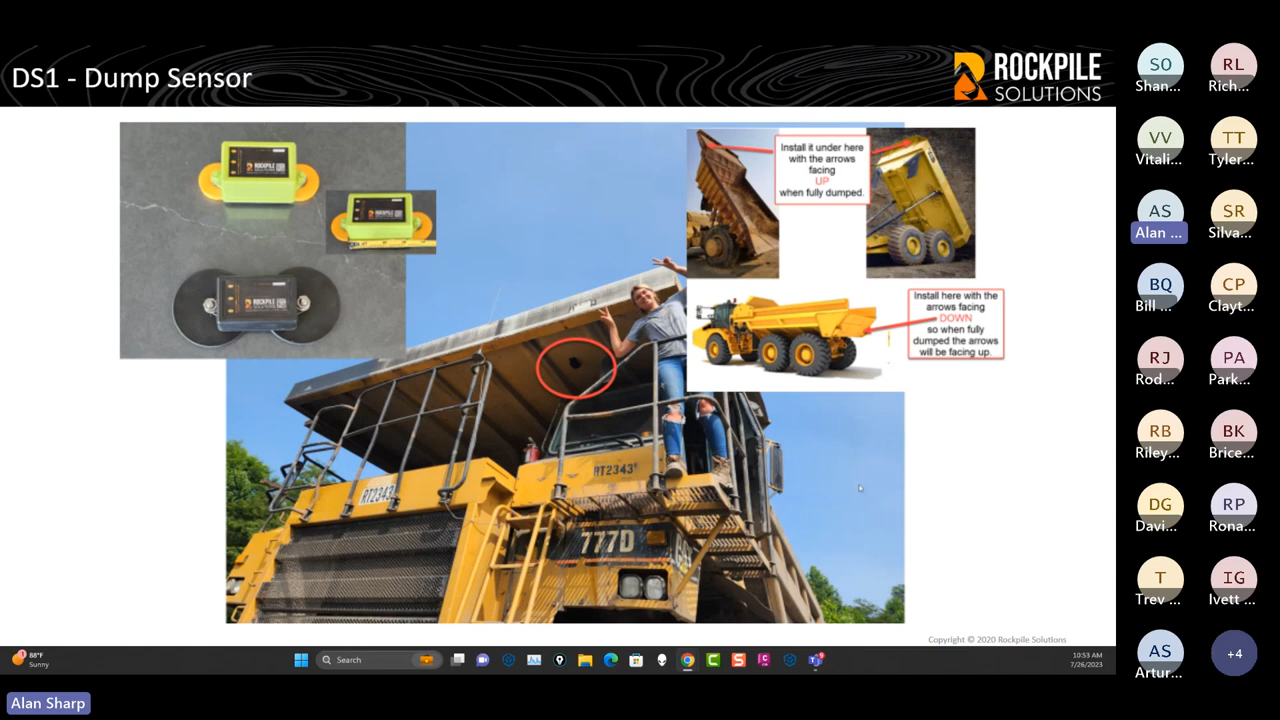 DS1 - Dump Sensor
ROCKPILE
SOLUTIONS
Install it under here
with the arrows
facing
UP
when fully dumped.
Install here with the
arrows facing
DOWN
so when fully
dumped the arrows
will be facing up.
RT2343
RT2343
777D
Copyright © 2020 Rockpile Solutions
88°F
Sunny
Search
10:53 AM
7/26/2023
Alan Sharp
SO
Shan...
RL
Rich...
VV
Vitali...
TT
Tyler...
AS
Alan ...
SR
Silva...
BQ
Bill ...
CP
Clayt...
RJ
Rod...
PA
Park...
RB
Riley...
BK
Brice...
DG
Davi...
RP
Rona...
T
Trev ...
IG
Ivett ...
AS
Artur...
+4